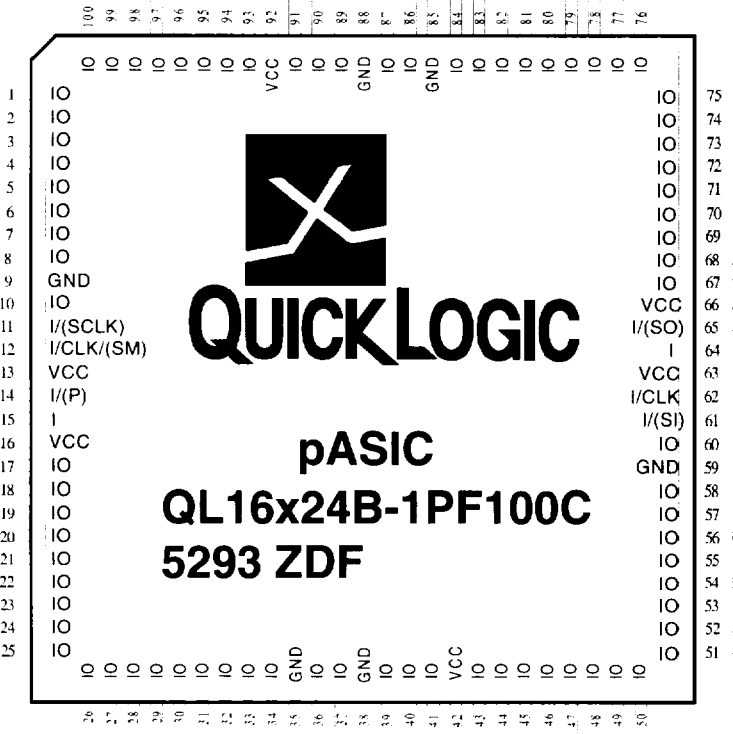 100 99 98 97 96 95 94 93 92 91 90 89 88 87 86 85 84 83 82 81 80 79 78 77 76
IO IO IO IO IO IO IO IO VCC IO IO IO GND IO IO GND IO IO IO IO IO IO IO IO IO
1 IO
2 IO
3 IO
4 IO
5 IO
6 IO
7 IO
8 IO
9 GND
10 IO
11 I/(SCLK)
12 I/CLK/(SM)
13 VCC
14 I/(P)
15 I
16 VCC
17 IO
18 IO
19 IO
20 IO
21 IO
22 IO
23 IO
24 IO
25 IO
QUICKLOGIC
pASIC
QL16x24B-1PF100C
5293 ZDF
IO 75
IO 74
IO 73
IO 72
IO 71
IO 70
IO 69
IO 68
IO 67
VCC 66
I/(SO) 65
I 64
VCC 63
I/CLK 62
I/(SI) 61
IO 60
GND 59
IO 58
IO 57
IO 56
IO 55
IO 54
IO 53
IO 52
IO 51
IO IO IO IO IO IO IO IO IO GND IO IO GND IO IO IO VCC IO IO IO IO IO IO IO IO
26 27 28 29 30 31 32 33 34 35 36 37 38 39 40 41 42 43 44 45 46 47 48 49 50